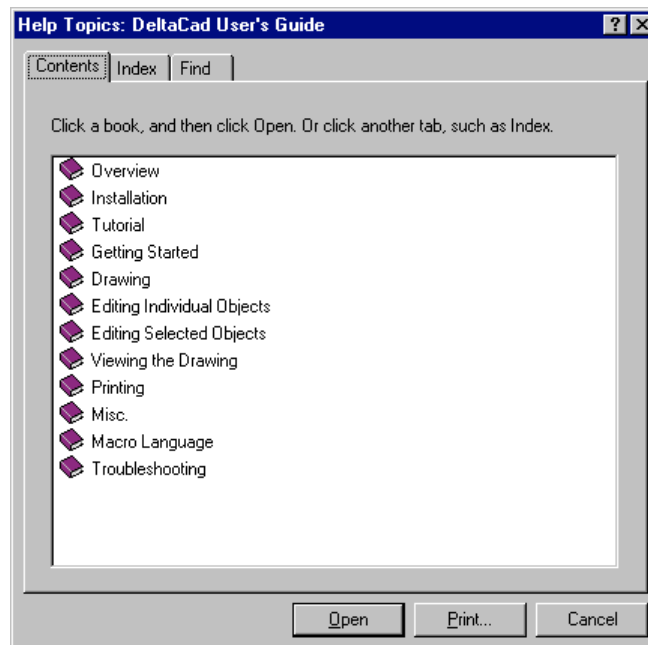 Help Topics: DeltaCad User's Guide
Contents Index Find
Click a book, and then click Open. Or click another tab, such as Index.
Overview
Installation
Tutorial
Getting Started
Drawing
Editing Individual Objects
Editing Selected Objects
Viewing the Drawing
Printing
Misc.
Macro Language
Troubleshooting
Open Print... Cancel